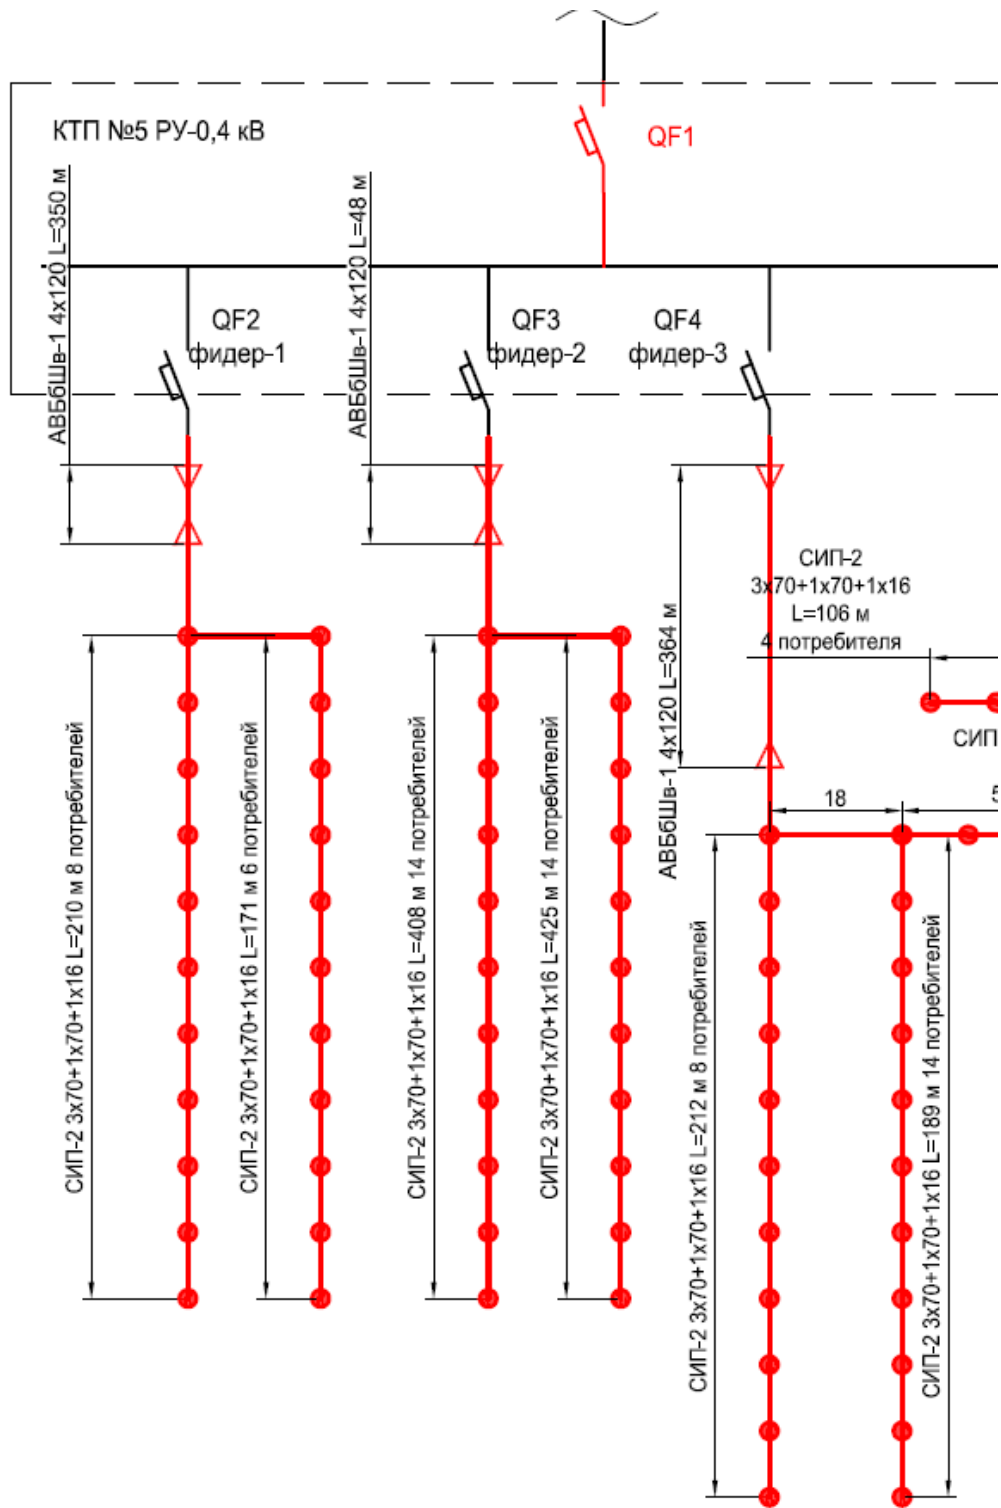 КТП №5 РУ-0,4 кВ
QF1
АВБбШв-1 4х120 L=350 м
АВБбШв-1 4х120 L=48 м
QF2
фидер-1
QF3
фидер-2
QF4
фидер-3
СИП-2
3х70+1х70+1х16
L=106 м
4 потребителя
АВБбШв-1 4х120 L=364 м
СИП
18
5
СИП-2 3х70+1х70+1х16 L=210 м 8 потребителей
СИП-2 3х70+1х70+1х16 L=171 м 6 потребителей
СИП-2 3х70+1х70+1х16 L=408 м 14 потребителей
СИП-2 3х70+1х70+1х16 L=425 м 14 потребителей
СИП-2 3х70+1х70+1х16 L=212 м 8 потребителей
СИП-2 3х70+1х70+1х16 L=189 м 14 потребителей